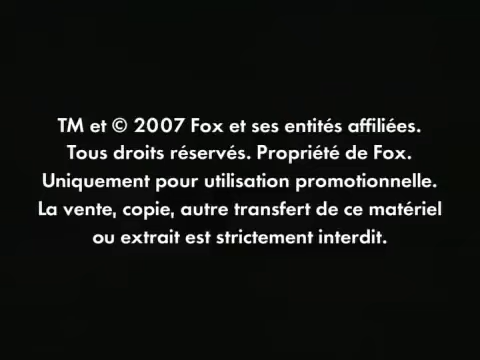 TM et © 2007 Fox et ses entités affiliées.
Tous droits réservés. Propriété de Fox.
Uniquement pour utilisation promotionnelle.
La vente, copie, autre transfert de ce matériel
ou extrait est strictement interdit.